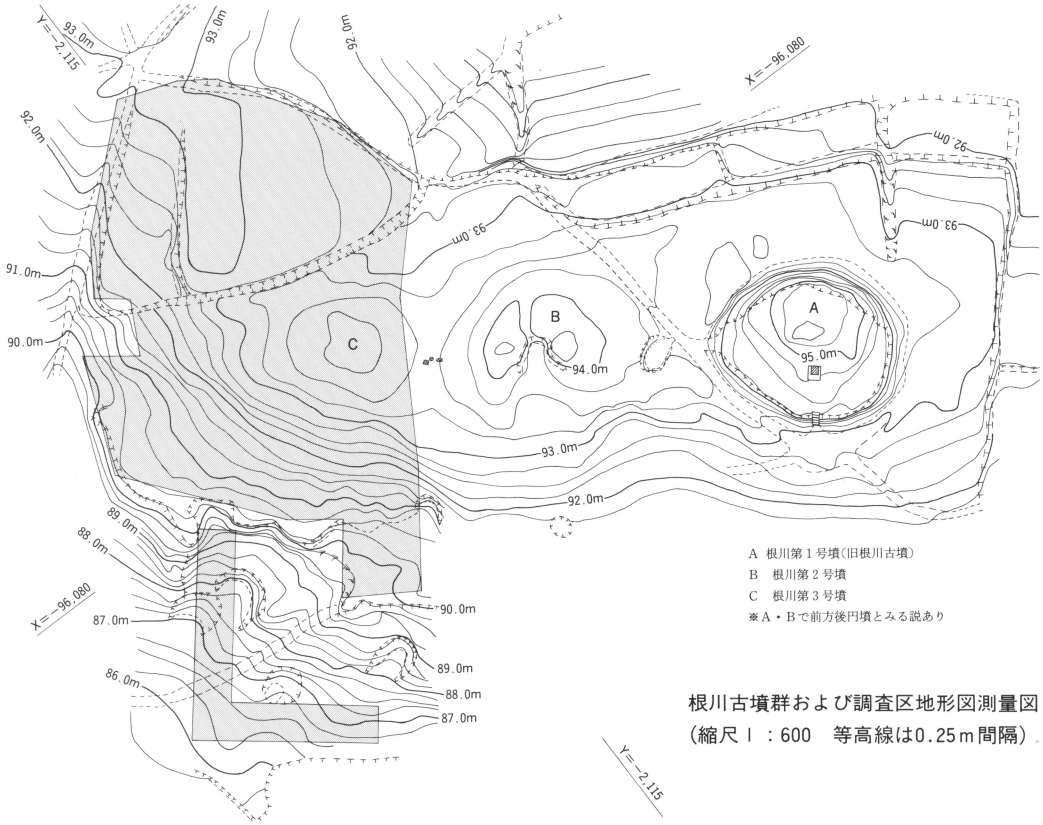 Y=−2,115
93.0m
93.0m
92.0m
X=−96,080
92.0m
92.0m
93.0m
93.0m
91.0m
90.0m
A
B
C
95.0m
94.0m
93.0m
92.0m
89.0m
88.0m
X=−96,080
87.0m
86.0m
90.0m
89.0m
88.0m
87.0m
A 根川第1号墳(旧根川古墳)
B 根川第2号墳
C 根川第3号墳
※A・Bで前方後円墳とみる説あり
根川古墳群および調査区地形図測量図
(縮尺1:600 等高線は0.25m間隔)
Y=−2,115